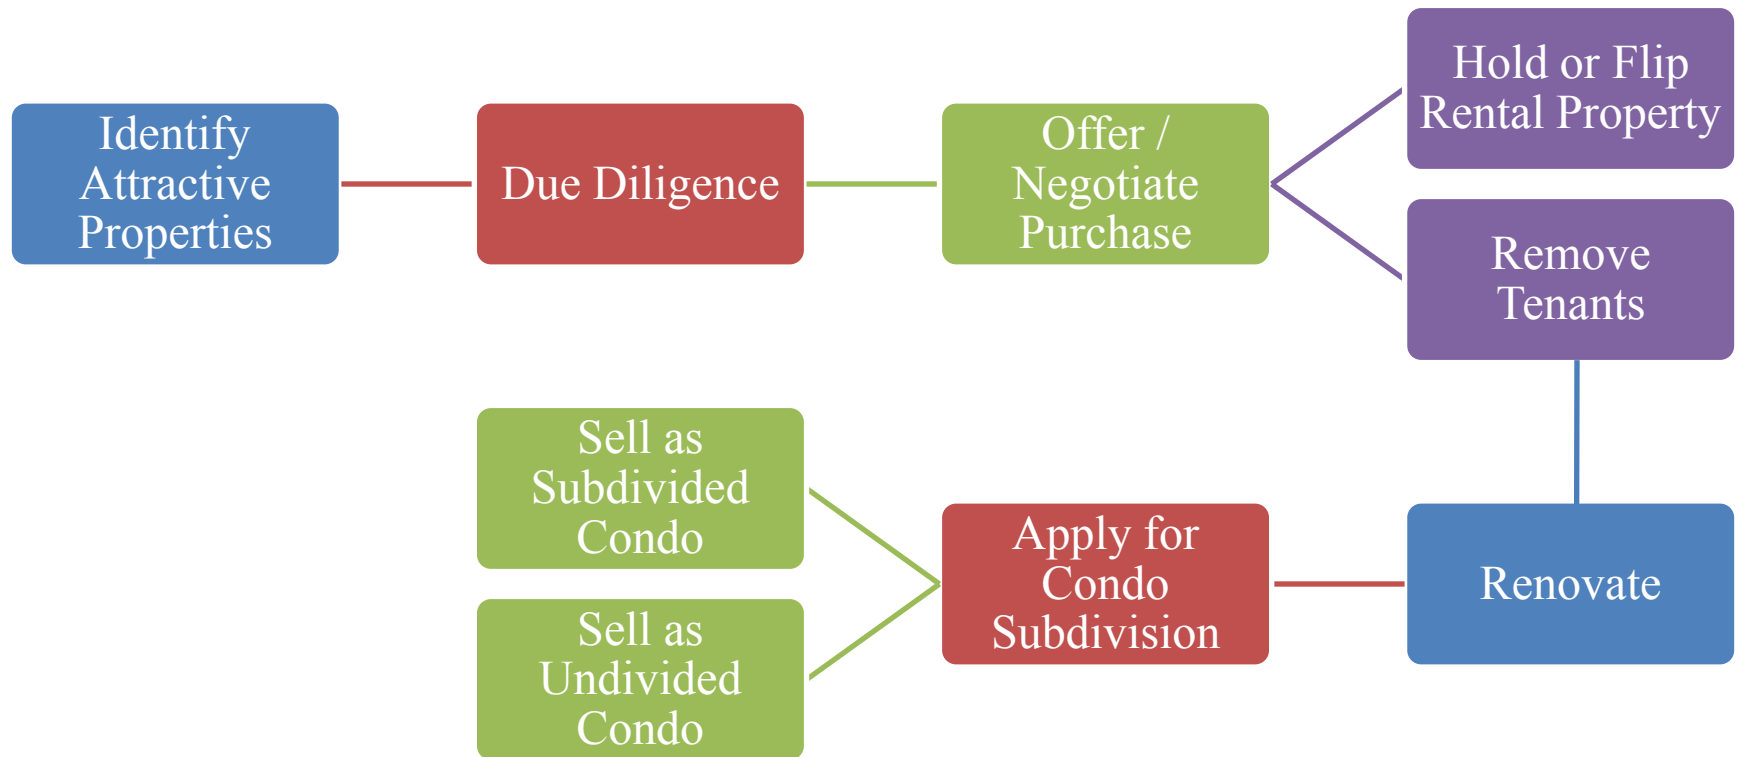 Identify
Attractive
Properties
Due Diligence
Offer /
Negotiate
Purchase
Hold or Flip
Rental Property
Remove
Tenants
Renovate
Apply for
Condo
Subdivision
Sell as
Subdivided
Condo
Sell as
Undivided
Condo